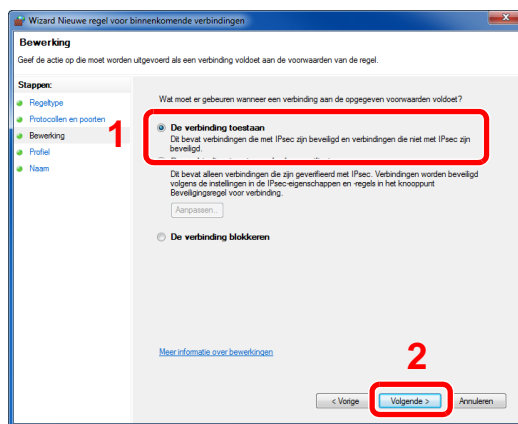 Wizard Nieuwe regel voor binnenkomende verbindingen
Bewerking
Geef de actie op die moet worden uitgevoerd als een verbinding voldoet aan de voorwaarden van de regel.
Stappen:
Regeltype
Protocollen en poorten
Bewerking
Profiel
Naam
1
Wat moet er gebeuren wanneer een verbinding aan de opgegeven voorwaarden voldoet?
De verbinding toestaan
Dit bevat verbindingen die met IPsec zijn beveiligd en verbindingen die niet met IPsec zijn
beveiligd.
Dit bevat alleen verbindingen die zijn geverifieerd met IPsec. Verbindingen worden beveiligd
volgens de instellingen in de IPsec-eigenschappen en -regels in het knooppunt
Beveiligingsregel voor verbinding.
Aanpassen...
De verbinding blokkeren
Meer informatie over bewerkingen
2
< Vorige
Volgende >
Annuleren